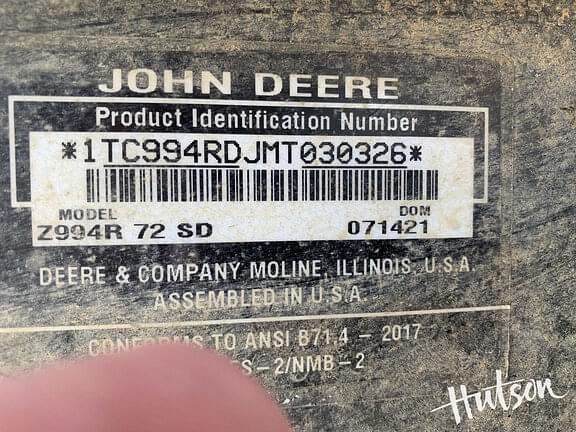 JOHN DEERE
Product Identification Number
*1TC994RDJMT030326*
MODEL DOM
Z994R 72 SD 071421
DEERE & COMPANY MOLINE, ILLINOIS, U.S.A.
ASSEMBLED IN U.S.A.
CONFORMS TO ANSI B71.4 - 2017
ES-2/NMB-2
Hutson